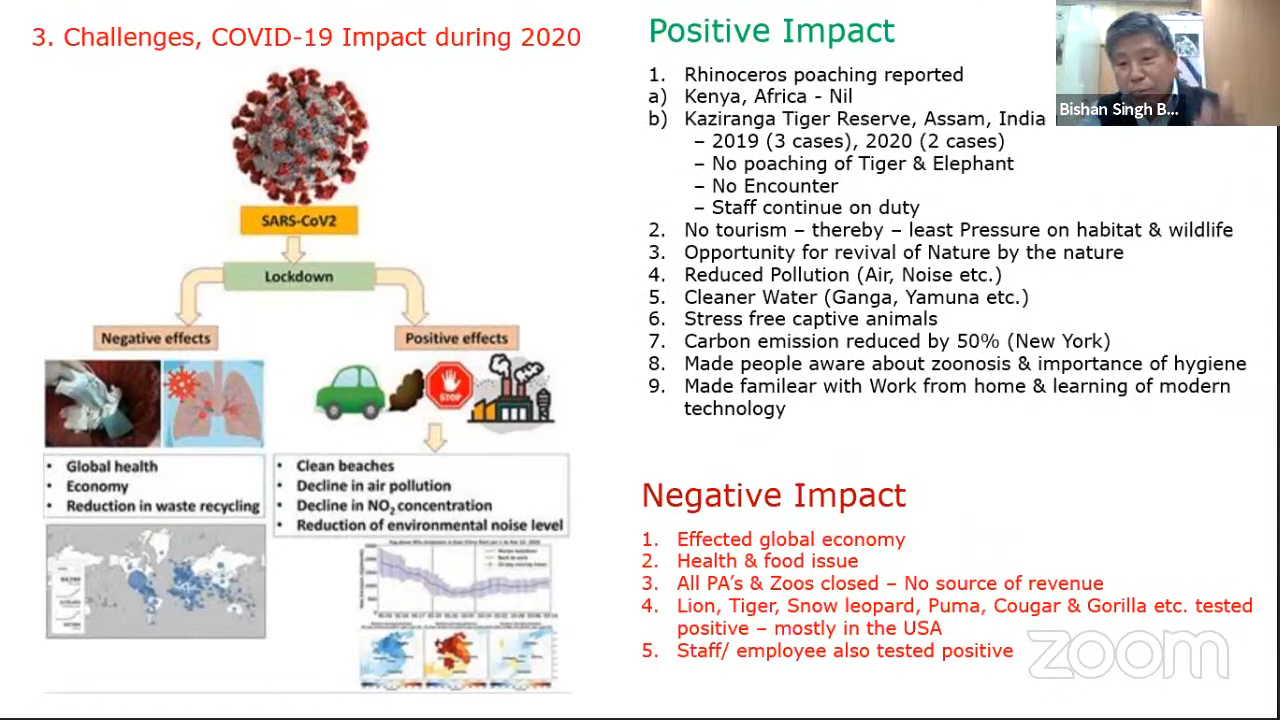 3. Challenges, COVID-19 Impact during 2020
SARS-CoV2
Lockdown
Negative effects
Positive effects
STOP
• Global health
• Economy
• Reduction in waste recycling
• Clean beaches
• Decline in air pollution
• Decline in NO₂ concentration
• Reduction of environmental noise level
Positive Impact
1. Rhinoceros poaching reported
a) Kenya, Africa - Nil
b) Kaziranga Tiger Reserve, Assam, India
– 2019 (3 cases), 2020 (2 cases)
– No poaching of Tiger & Elephant
– No Encounter
– Staff continue on duty
2. No tourism – thereby – least Pressure on habitat & wildlife
3. Opportunity for revival of Nature by the nature
4. Reduced Pollution (Air, Noise etc.)
5. Cleaner Water (Ganga, Yamuna etc.)
6. Stress free captive animals
7. Carbon emission reduced by 50% (New York)
8. Made people aware about zoonosis & importance of hygiene
9. Made familear with Work from home & learning of modern
technology
Negative Impact
1. Effected global economy
2. Health & food issue
3. All PA’s & Zoos closed – No source of revenue
4. Lion, Tiger, Snow leopard, Puma, Cougar & Gorilla etc. tested
positive – mostly in the USA
5. Staff/ employee also tested positive
Bishan Singh B...
zoom